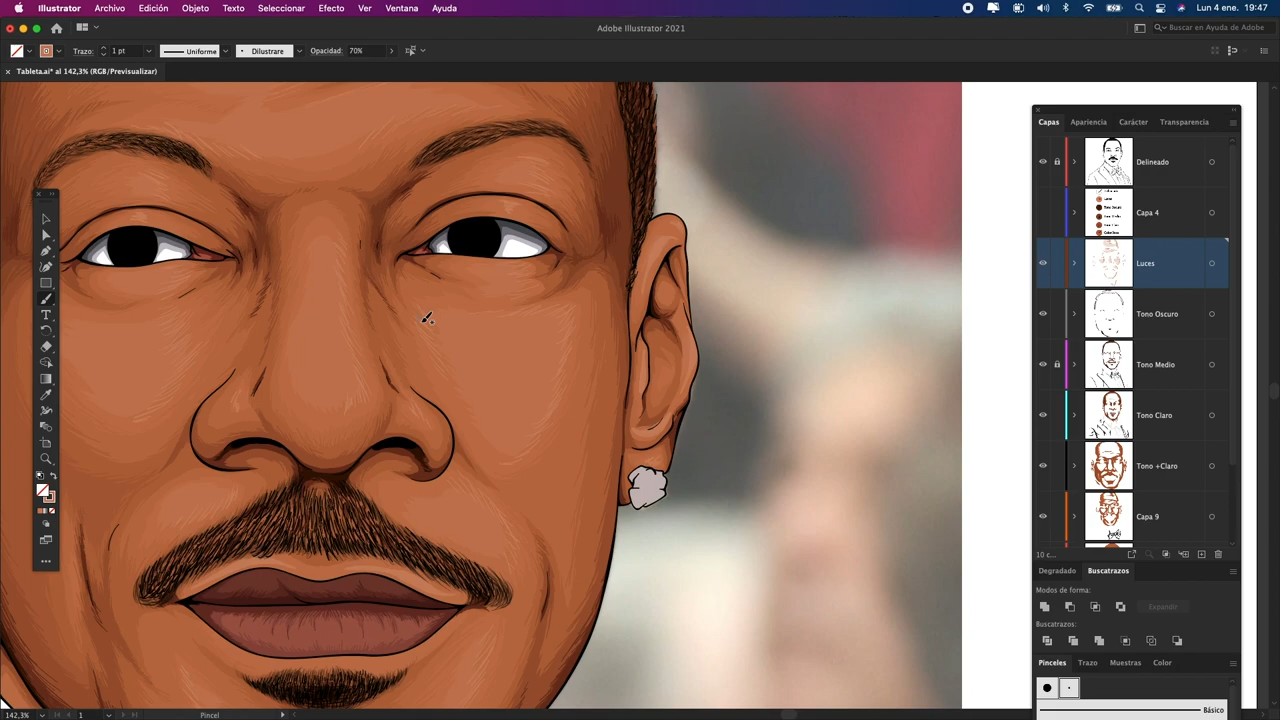 Illustrator Archivo Edición Objeto Texto Seleccionar Efecto Ver Ventana Ayuda Lun 4 ene. 19:47
Adobe Illustrator 2021 Buscar en Ayuda de Adobe
Trazo: 1 pt Uniforme Dilustrare Opacidad: 70%
Tableta.ai* al 142,3% (RGB/Previsualizar)
Capas Apariencia Carácter Transparencia
Delineado
Capa 4
Luces
Tono Oscuro
Tono Medio
Tono Claro
Tono +Claro
Capa 9
10 c...
Degradado Buscatrazos
Modos de forma:
Expandir
Buscatrazos:
Pinceles Trazo Muestras Color
Básico
142,3% 1 Pincel